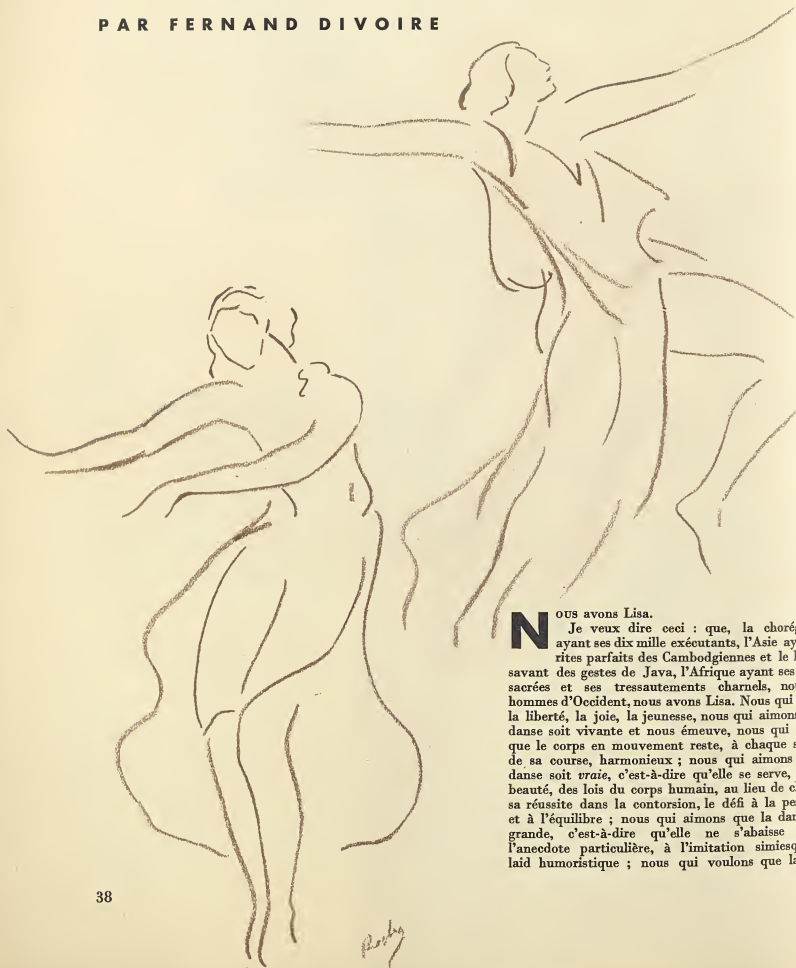 PAR FERNAND DIVOIRE
NOUS avons Lisa.
Je veux dire ceci : que, la choré
ayant ses dix mille exécutants, l'Asie ay
rites parfaits des Cambodgiennes et le
savant des gestes de Java, l'Afrique ayant ses
sacrées et ses tressautements charnels, no
hommes d'Occident, nous avons Lisa. Nous qui
la liberté, la joie, la jeunesse, nous qui aimons
danse soit vivante et nous émeuve, nous qui
que le corps en mouvement reste, à chaque s
de sa course, harmonieux ; nous qui aimons
danse soit vraie, c'est-à-dire qu'elle se serve,
beauté, des lois du corps humain, au lieu de c
sa réussite dans la contorsion, le défi à la pe
et à l'équilibre ; nous qui aimons que la dan
grande, c'est-à-dire qu'elle ne s'abaisse
l'anecdote particulière, à l'imitation simiesq
laid humoristique ; nous qui voulons que la
38